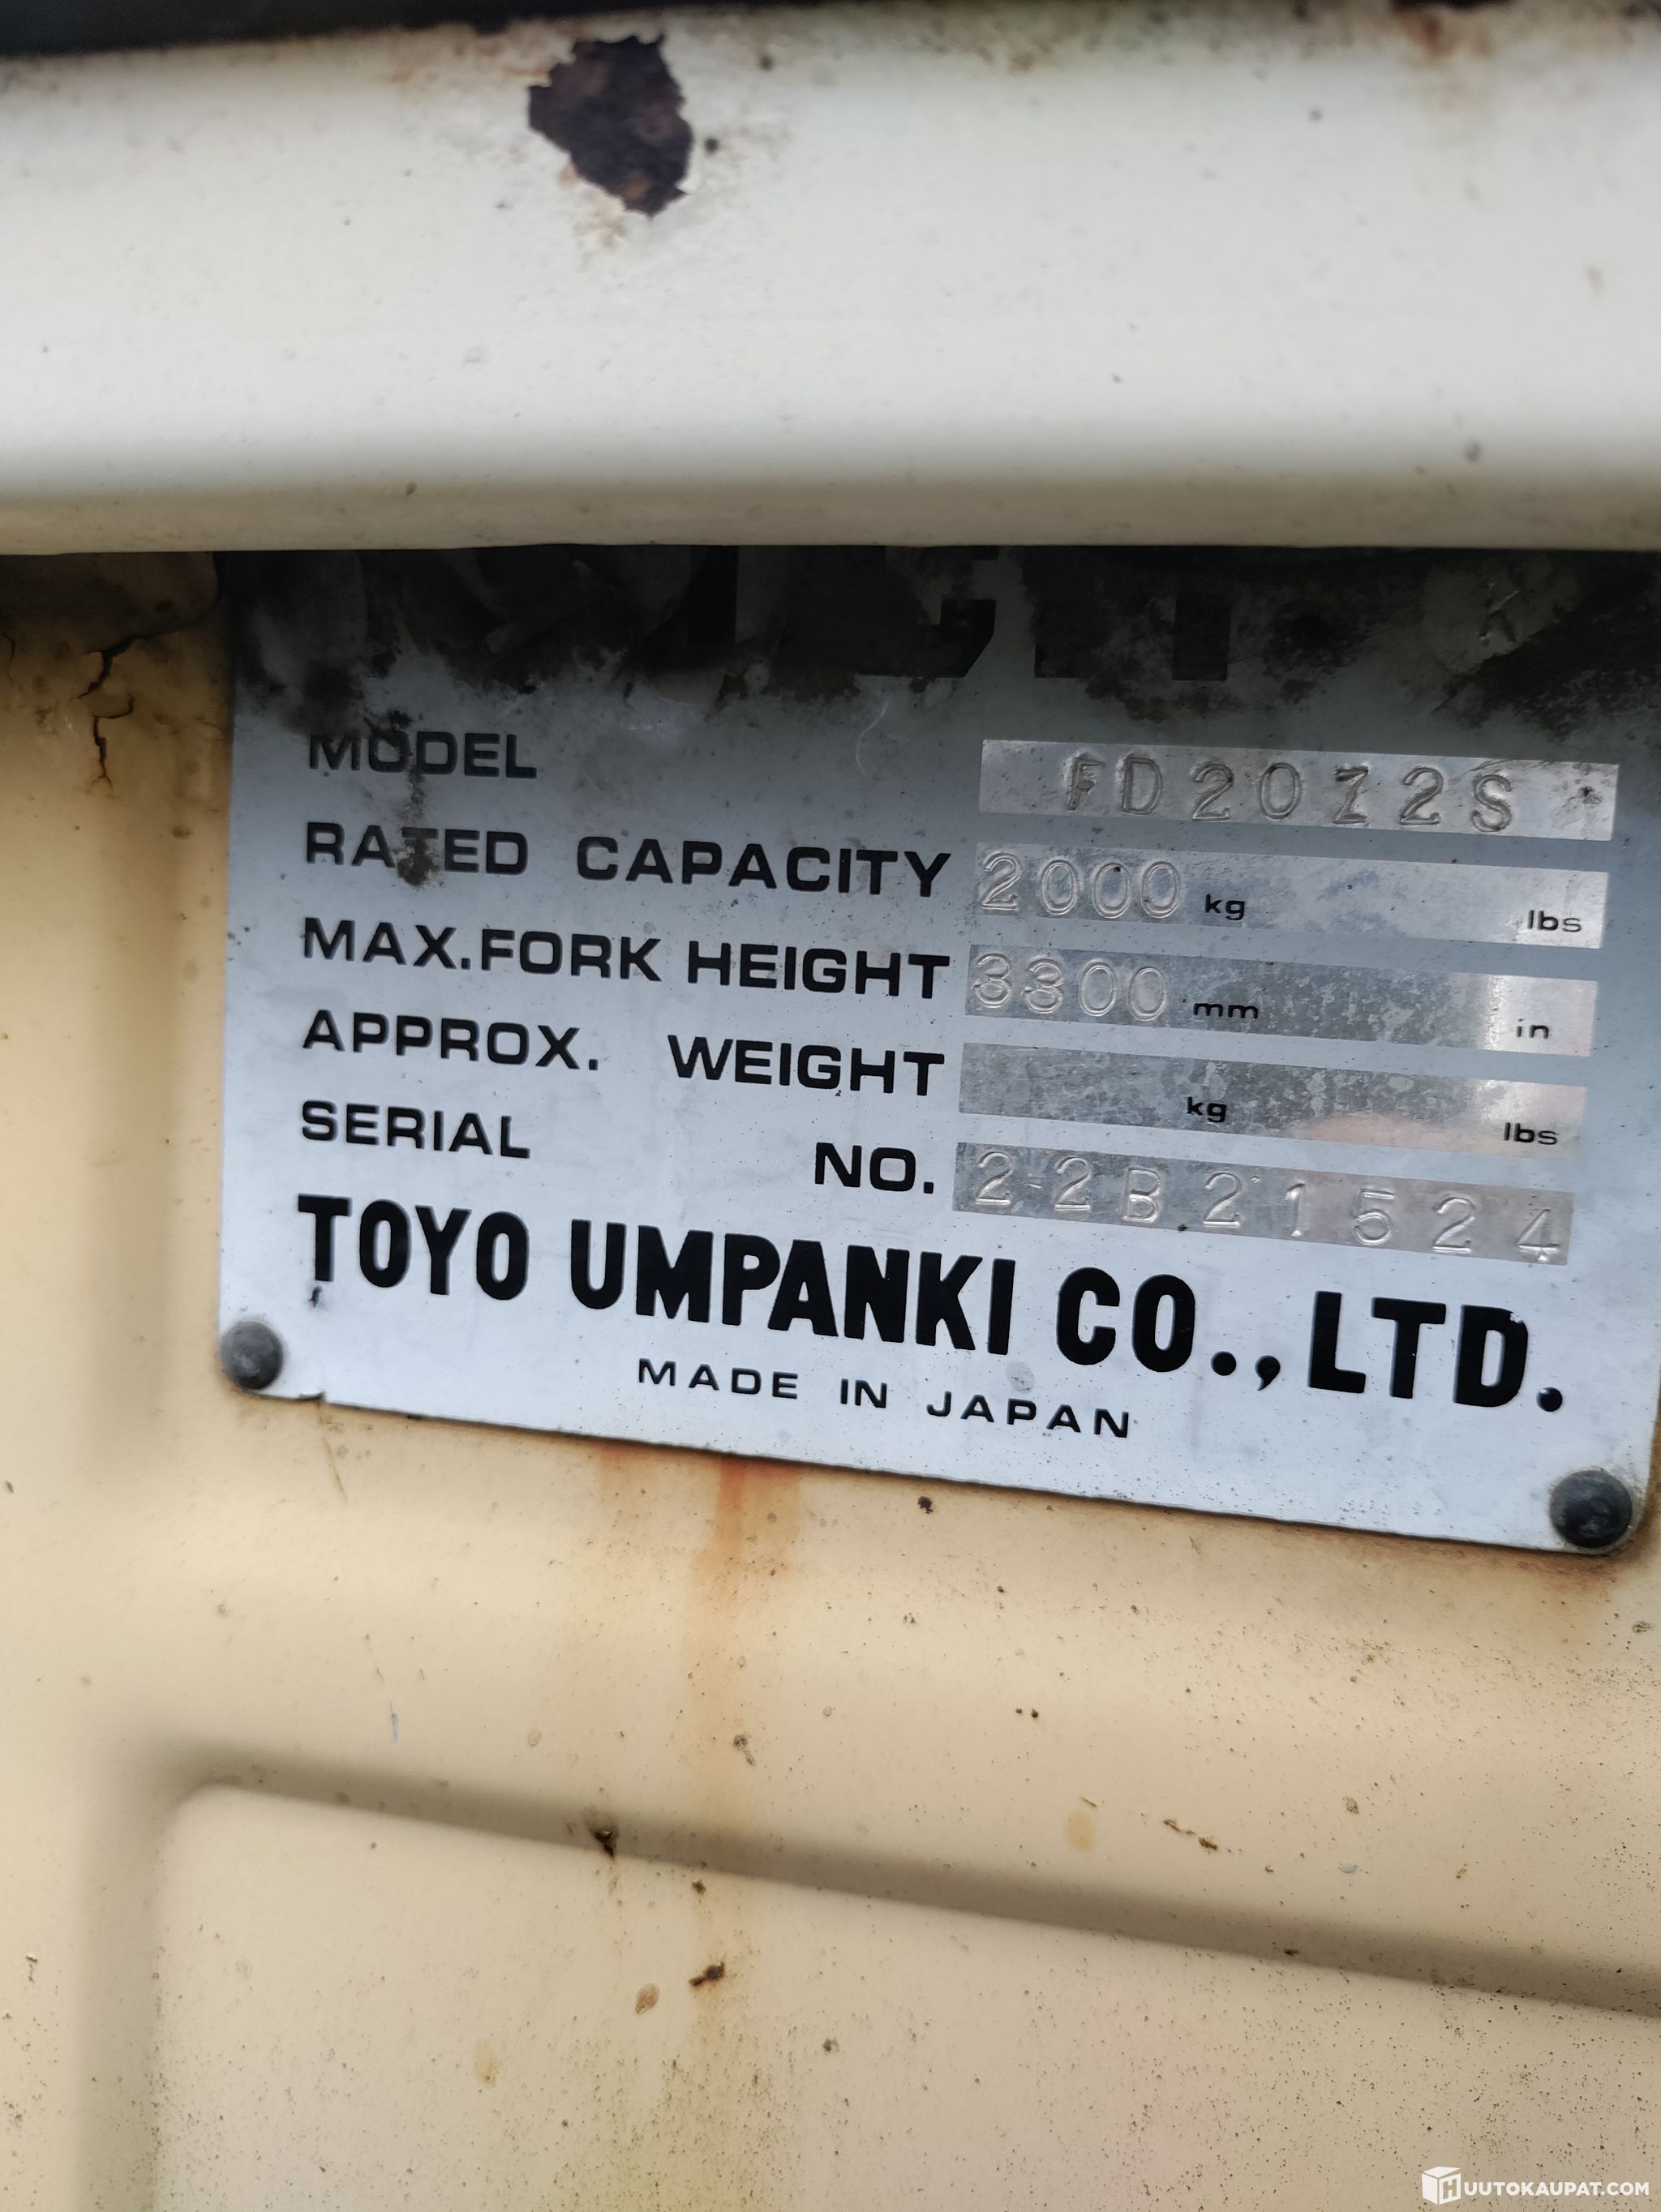 MODEL FD20Z2S
RATED CAPACITY 2000 kg lbs
MAX.FORK HEIGHT 3300 mm in
APPROX. WEIGHT kg lbs
SERIAL NO. 22B21524
TOYO UMPANKI CO.,LTD.
MADE IN JAPAN
HUUTOKAUPAT.COM